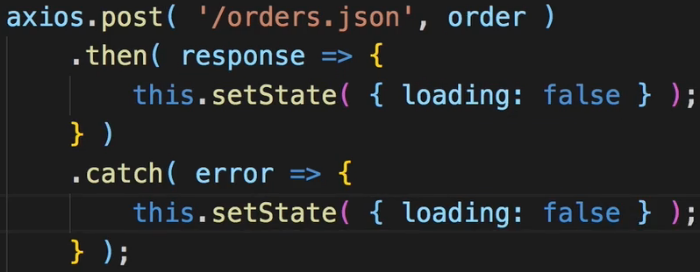 axios.post( '/orders.json', order )
.then( response => {
this.setState( { loading: false } );
} )
.catch( error => {
this.setState( { loading: false } );
} );